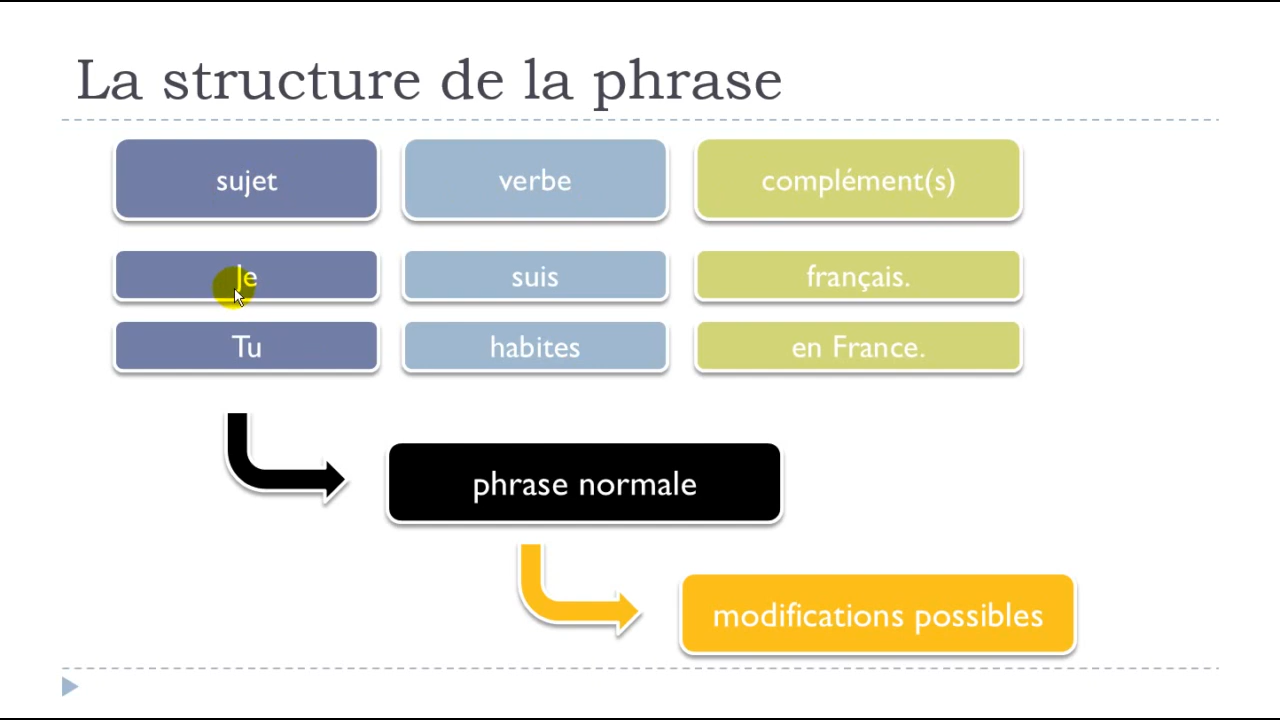 La structure de la phrase
sujet verbe complément(s)
Je suis français.
Tu habites en France.
phrase normale
modifications possibles